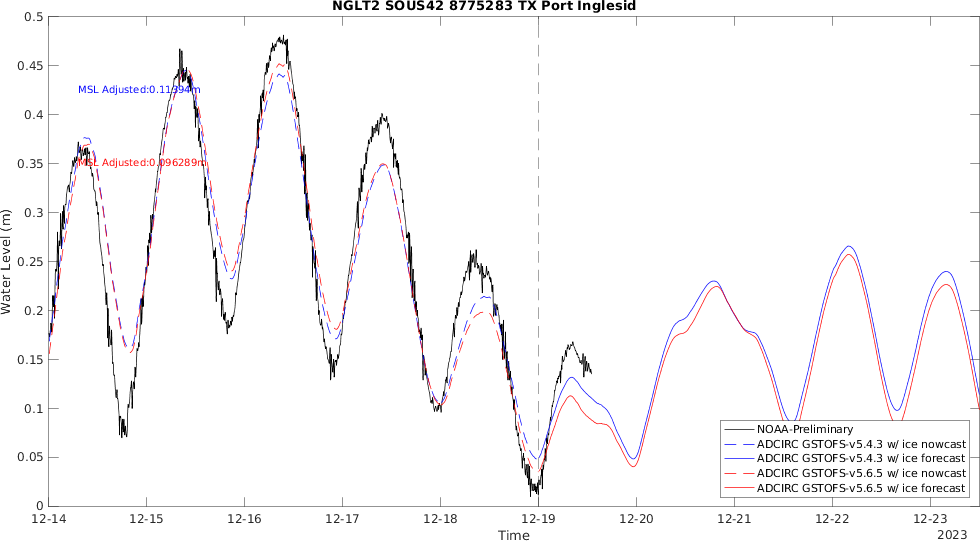 NGLT2 SOUS42 8775283 TX Port Inglesid
Water Level (m)
0.5
0.45
0.4
0.35
0.3
0.25
0.2
0.15
0.1
0.05
0
MSL Adjusted:0.11394m
MSL Adjusted:0.096289m
NOAA-Preliminary
ADCIRC GSTOFS-v5.4.3 w/ ice nowcast
ADCIRC GSTOFS-v5.4.3 w/ ice forecast
ADCIRC GSTOFS-v5.6.5 w/ ice nowcast
ADCIRC GSTOFS-v5.6.5 w/ ice forecast
12-14 12-15 12-16 12-17 12-18 12-19 12-20 12-21 12-22 12-23
Time
2023